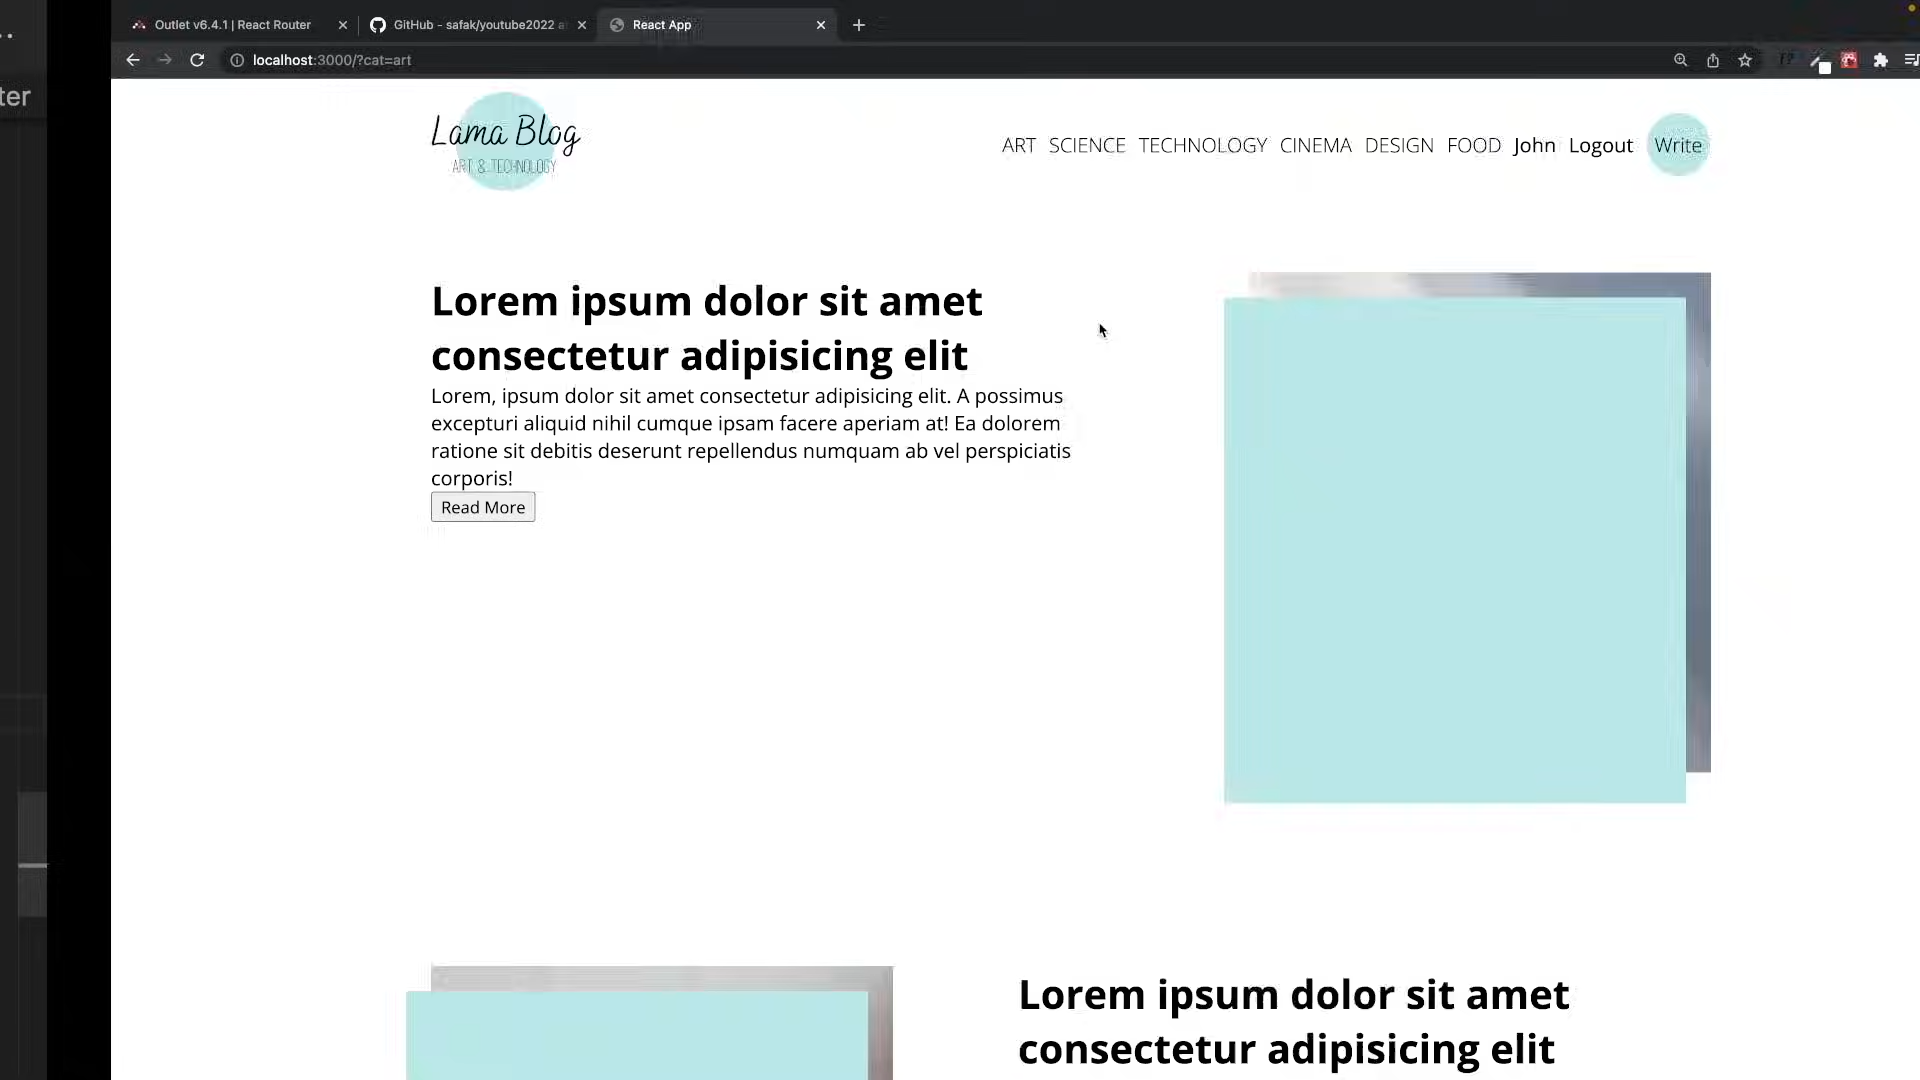 Outlet v6.4.1 | React Router
GitHub - safak/youtube2022 a
React App
localhost:3000/?cat=art
ter
Lama Blog
ART & TECHNOLOGY
ART SCIENCE TECHNOLOGY CINEMA DESIGN FOOD John Logout Write
Lorem ipsum dolor sit amet
consectetur adipisicing elit
Lorem, ipsum dolor sit amet consectetur adipisicing elit. A possimus
excepturi aliquid nihil cumque ipsam facere aperiam at! Ea dolorem
ratione sit debitis deserunt repellendus numquam ab vel perspiciatis
corporis!
Read More
Lorem ipsum dolor sit amet
consectetur adipisicing elit